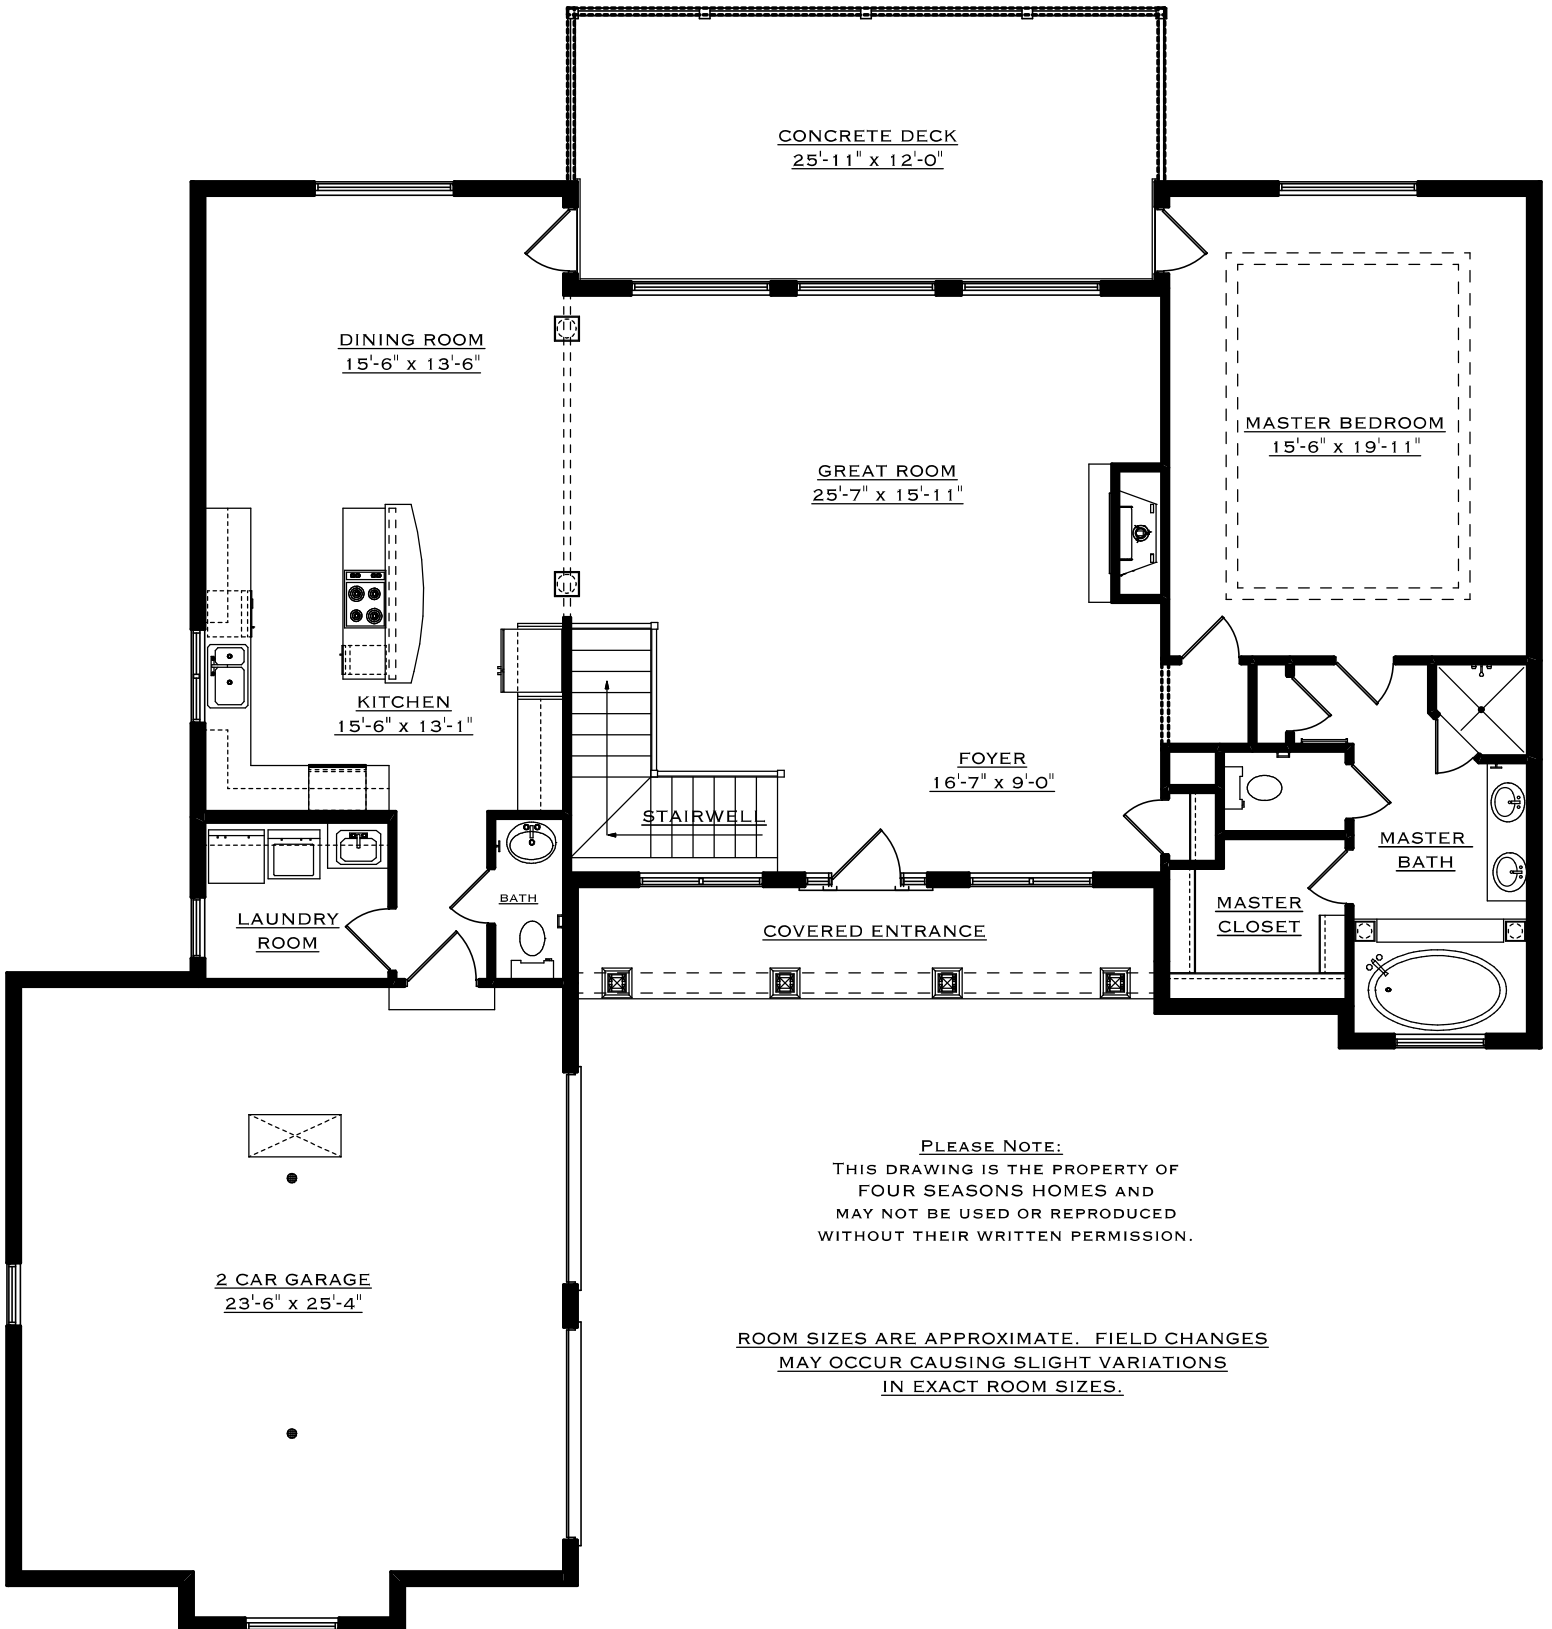 CONCRETE DECK
25'-11" x 12'-0"
DINING ROOM
15'-6" x 13'-6"
MASTER BEDROOM
15'-6" x 19'-11"
GREAT ROOM
25'-7" x 15'-11"
KITCHEN
15'-6" x 13'-1"
FOYER
16'-7" x 9'-0"
STAIRWELL
MASTER
BATH
BATH
LAUNDRY
ROOM
MASTER
CLOSET
COVERED ENTRANCE
PLEASE NOTE:
THIS DRAWING IS THE PROPERTY OF
FOUR SEASONS HOMES AND
MAY NOT BE USED OR REPRODUCED
WITHOUT THEIR WRITTEN PERMISSION.
2 CAR GARAGE
23'-6" x 25'-4"
ROOM SIZES ARE APPROXIMATE. FIELD CHANGES
MAY OCCUR CAUSING SLIGHT VARIATIONS
IN EXACT ROOM SIZES.